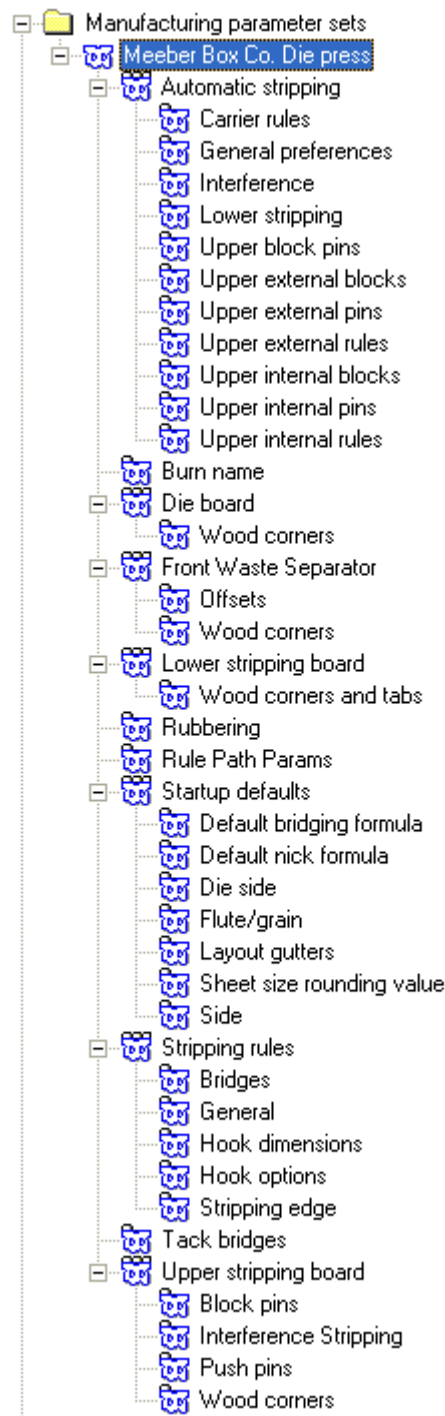 Manufacturing parameter sets
Meeber Box Co. Die press
Automatic stripping
Carrier rules
General preferences
Interference
Lower stripping
Upper block pins
Upper external blocks
Upper external pins
Upper external rules
Upper internal blocks
Upper internal pins
Upper internal rules
Burn name
Die board
Wood corners
Front Waste Separator
Offsets
Wood corners
Lower stripping board
Wood corners and tabs
Rubbering
Rule Path Params
Startup defaults
Default bridging formula
Default nick formula
Die side
Flute/grain
Layout gutters
Sheet size rounding value
Side
Stripping rules
Bridges
General
Hook dimensions
Hook options
Stripping edge
Tack bridges
Upper stripping board
Block pins
Interference Stripping
Push pins
Wood corners